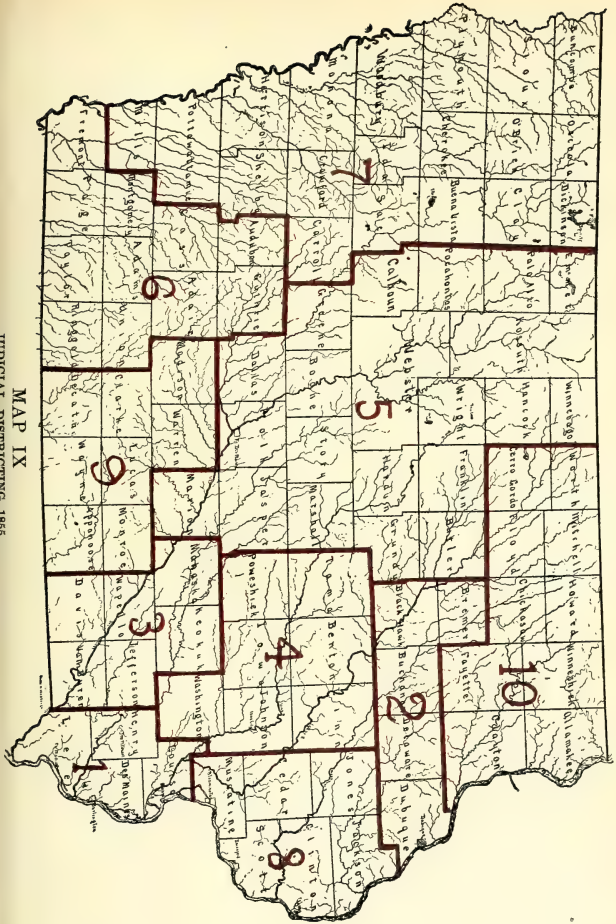 Buncombe Osceola Dickinson Emmet Winnebago Worth Mitchell Howard Winnishiek Allamakee
Sioux O'Brien Clay Palo Alto Kossuth Hancock Cerro Gordo Floyd Chickasaw
Plymouth Cherokee Buena Vista Pocahontas Wright Franklin Butler Bremer Fayette Clayton
Woodbury Ida Sac Calhoun Webster Hardin Grundy Black Hawk Buchanan Delaware Dubuque
Monona Crawford Carroll Greene Boone Story Marshall Tama Benton Linn Jones Jackson
Harrison Shelby Audubon Guthrie Dallas Polk Jasper Poweshiek Iowa Johnson Cedar Clinton
Scott
Muscatine
Pottawattamie Cass Adair Madison Warren Marion Mahaska Keokuk Washington Louisa
Mills Montgomery Adams Union Clarke Lucas Monroe Wapello Jefferson Henry Des Moines
Fremont Page Taylor Ringgold Decatur Wayne Appanoose Davis Van Buren Lee
7
10
5
2
6
4
8
9
3
1
MAP IX
JUDICIAL DISTRICTING, 1855